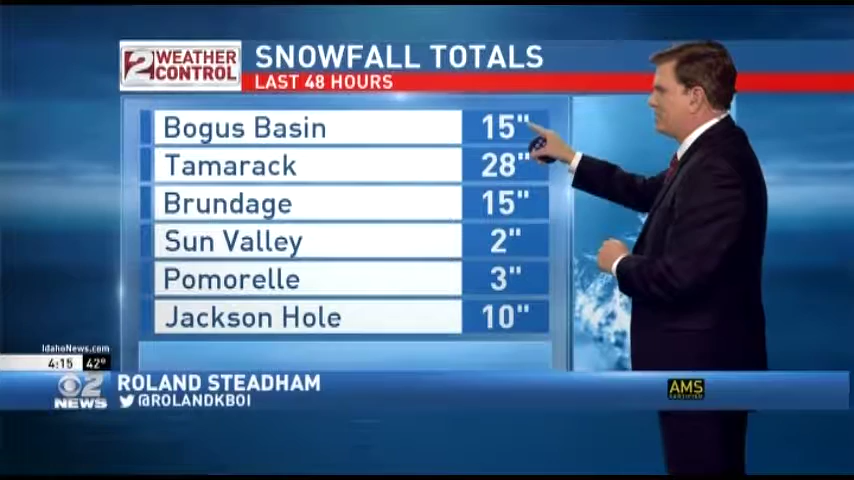 2 WEATHER
CONTROL
SNOWFALL TOTALS
LAST 48 HOURS
Bogus Basin 15"
Tamarack 28"
Brundage 15"
Sun Valley 2"
Pomorelle 3"
Jackson Hole 10"
IdahoNews.com
4:15 42°
2
NEWS
ROLAND STEADHAM
@ROLANDKBOI
AMS
CERTIFIED